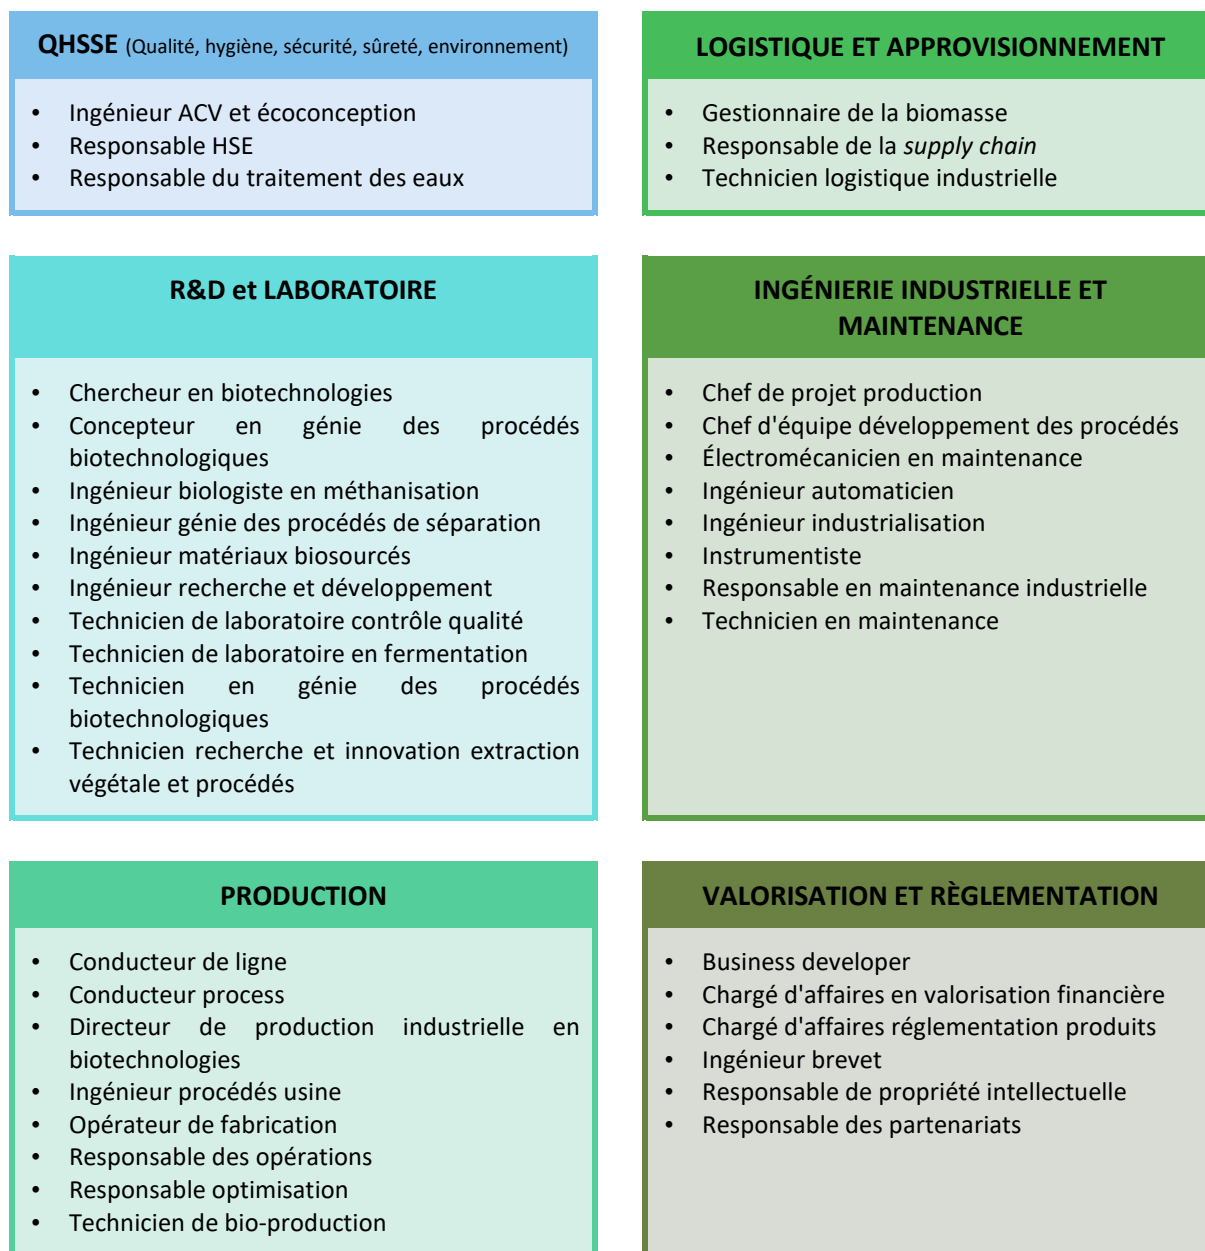 QHSSE (Qualité, hygiène, sécurité, sûreté, environnement)
• Ingénieur ACV et écoconception
• Responsable HSE
• Responsable du traitement des eaux
LOGISTIQUE ET APPROVISIONNEMENT
• Gestionnaire de la biomasse
• Responsable de la supply chain
• Technicien logistique industrielle
R&D et LABORATOIRE
• Chercheur en biotechnologies
• Concepteur en génie des procédés
biotechnologiques
• Ingénieur biologiste en méthanisation
• Ingénieur génie des procédés de séparation
• Ingénieur matériaux biosourcés
• Ingénieur recherche et développement
• Technicien de laboratoire contrôle qualité
• Technicien de laboratoire en fermentation
• Technicien en génie des procédés
biotechnologiques
• Technicien recherche et innovation extraction
végétale et procédés
INGÉNIERIE INDUSTRIELLE ET
MAINTENANCE
• Chef de projet production
• Chef d'équipe développement des procédés
• Électromécanicien en maintenance
• Ingénieur automaticien
• Ingénieur industrialisation
• Instrumentiste
• Responsable en maintenance industrielle
• Technicien en maintenance
PRODUCTION
• Conducteur de ligne
• Conducteur process
• Directeur de production industrielle en
biotechnologies
• Ingénieur procédés usine
• Opérateur de fabrication
• Responsable des opérations
• Responsable optimisation
• Technicien de bio-production
VALORISATION ET RÈGLEMENTATION
• Business developer
• Chargé d'affaires en valorisation financière
• Chargé d'affaires réglementation produits
• Ingénieur brevet
• Responsable de propriété intellectuelle
• Responsable des partenariats